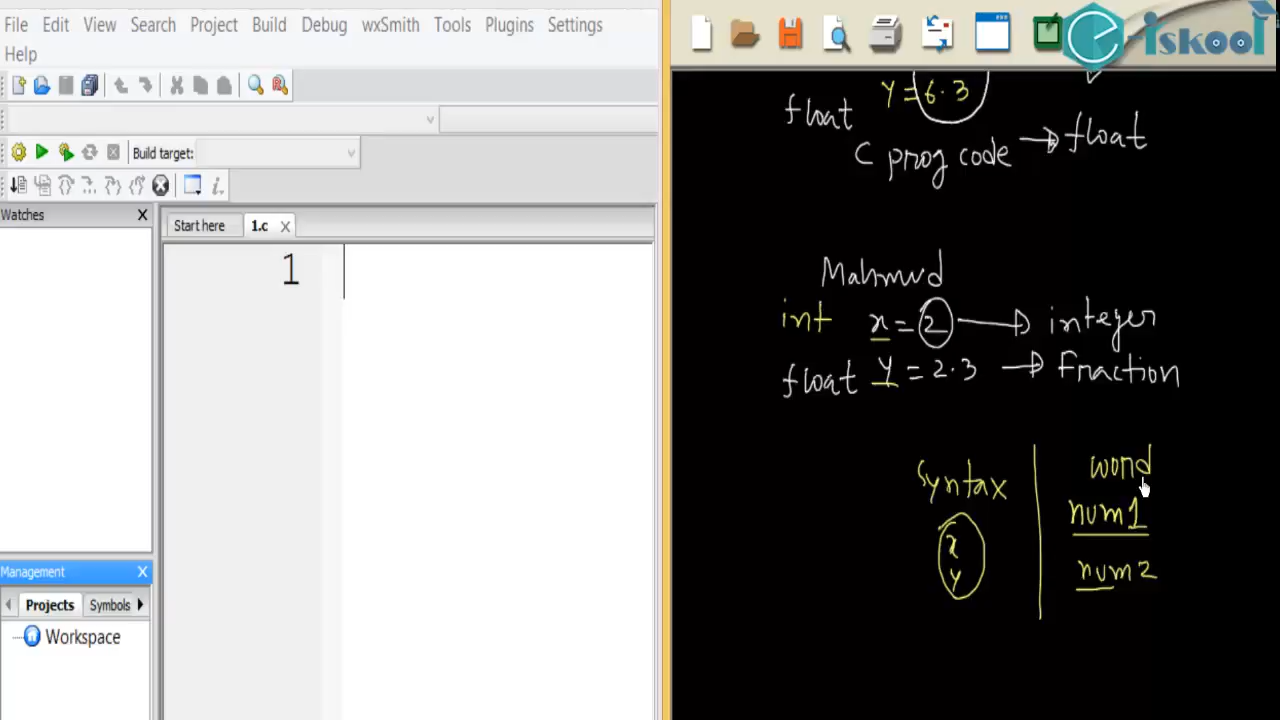 File Edit View Search Project Build Debug wxSmith Tools Plugins Settings
Help
Build target:
Watches X
Start here 1.c
1
Management X
Projects Symbols
Workspace
e-iskool
Y = 6.3
float
C prog code → float
Mahmud
int x = 2 → integer
float y = 2.3 → Fraction
Syntax
x
y
word
num1
num2